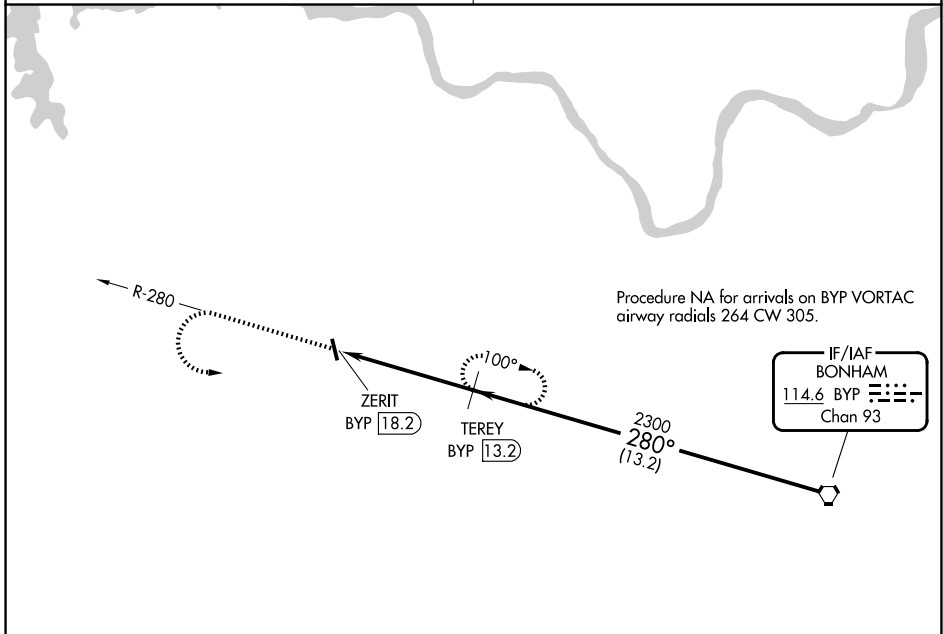 R-280
Procedure NA for arrivals on BYP VORTAC
airway radials 264 CW 305.
IF/IAF
BONHAM
114.6 BYP
Chan 93
100°
ZERIT
BYP 18.2
TEREY
BYP 13.2
2300
280°
(13.2)